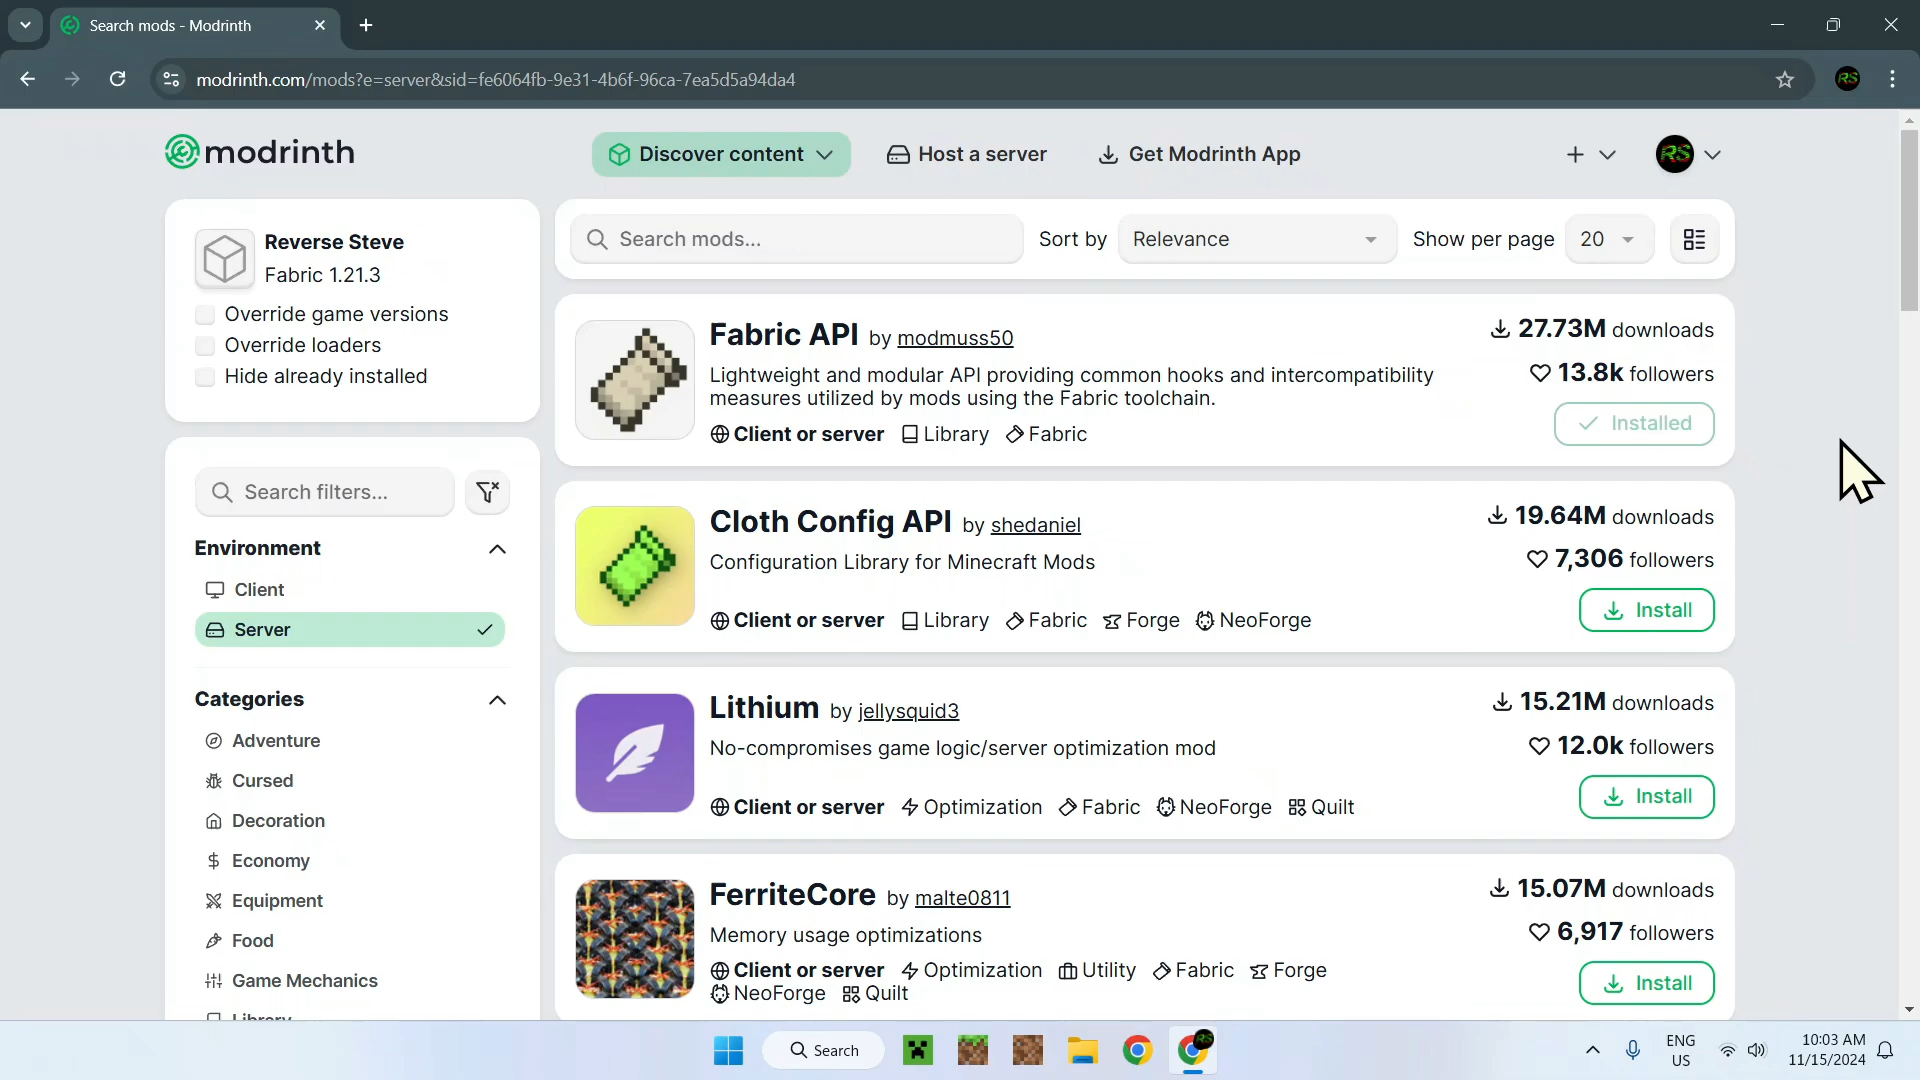 Search mods - Modrinth
modrinth.com/mods?e=server&sid=fe6064fb-9e31-4b6f-96ca-7ea5d5a94da4
RS
modrinth
Discover content
Host a server
Get Modrinth App
RS
Reverse Steve
Fabric 1.21.3
Override game versions
Override loaders
Hide already installed
Search filters...
Environment
Client
Server
Categories
Adventure
Cursed
Decoration
Economy
Equipment
Food
Game Mechanics
Library
Search mods...
Sort by
Relevance
Show per page
20
Fabric API by modmuss50
Lightweight and modular API providing common hooks and intercompatibility
measures utilized by mods using the Fabric toolchain.
Client or server Library Fabric
27.73M downloads
13.8k followers
Installed
Cloth Config API by shedaniel
Configuration Library for Minecraft Mods
Client or server Library Fabric Forge NeoForge
19.64M downloads
7,306 followers
Install
Lithium by jellysquid3
No-compromises game logic/server optimization mod
Client or server Optimization Fabric NeoForge Quilt
15.21M downloads
12.0k followers
Install
FerriteCore by malte0811
Memory usage optimizations
Client or server Optimization Utility Fabric Forge
NeoForge Quilt
15.07M downloads
6,917 followers
Install
Search
RS
ENG
US
10:03 AM
11/15/2024